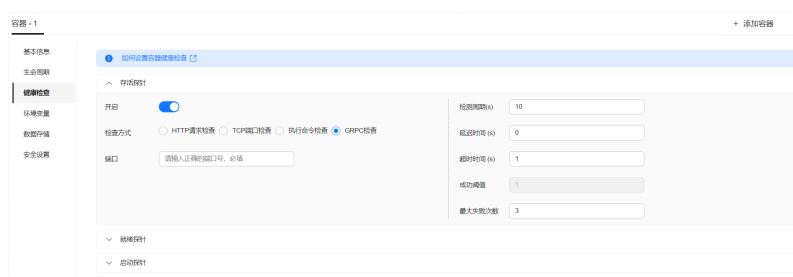 容器 - 1
+ 添加容器
基本信息
生命周期
健康检查
环境变量
数据存储
安全设置
如何设置容器健康检查
存活探针
开启
检查方式 HTTP请求检查 TCP端口检查 执行命令检查 GRPC检查
端口 请输入正确的端口号，必填
检测周期(s) 10
延迟时间 (s) 0
超时时间 (s) 1
成功阈值 1
最大失败次数 3
就绪探针
启动探针